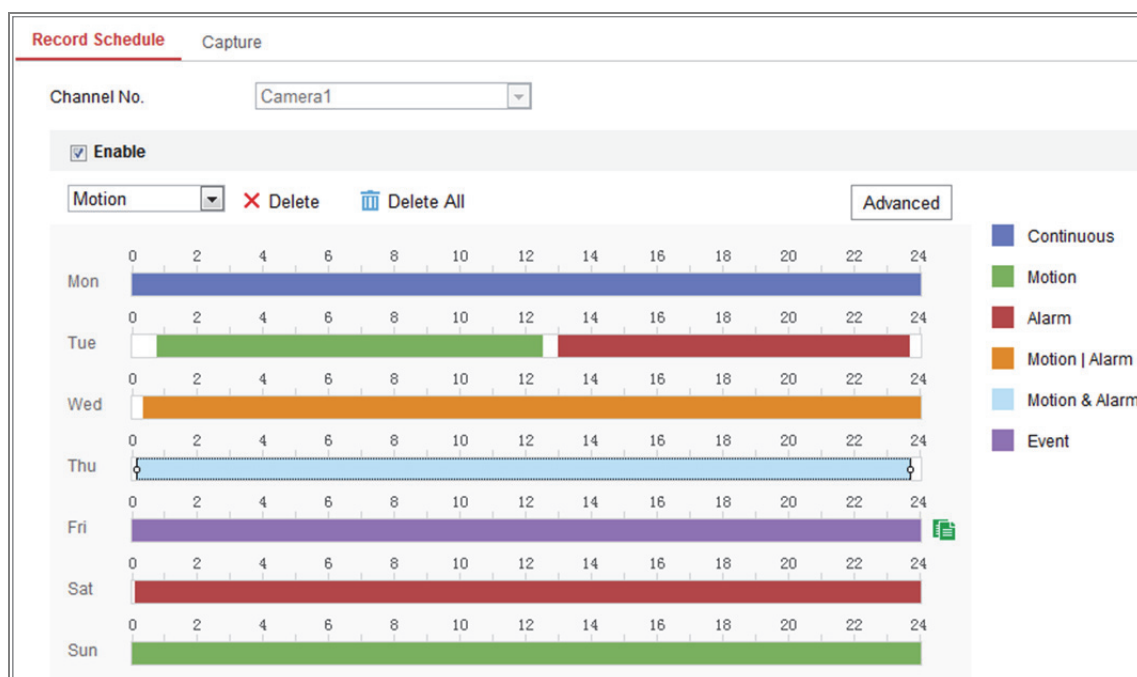 Record Schedule Capture
Channel No. Camera1
Enable
Motion Delete Delete All Advanced
Continuous
Motion
Alarm
Motion | Alarm
Motion & Alarm
Event
0 2 4 6 8 10 12 14 16 18 20 22 24
Mon
0 2 4 6 8 10 12 14 16 18 20 22 24
Tue
0 2 4 6 8 10 12 14 16 18 20 22 24
Wed
0 2 4 6 8 10 12 14 16 18 20 22 24
Thu
0 2 4 6 8 10 12 14 16 18 20 22 24
Fri
0 2 4 6 8 10 12 14 16 18 20 22 24
Sat
0 2 4 6 8 10 12 14 16 18 20 22 24
Sun